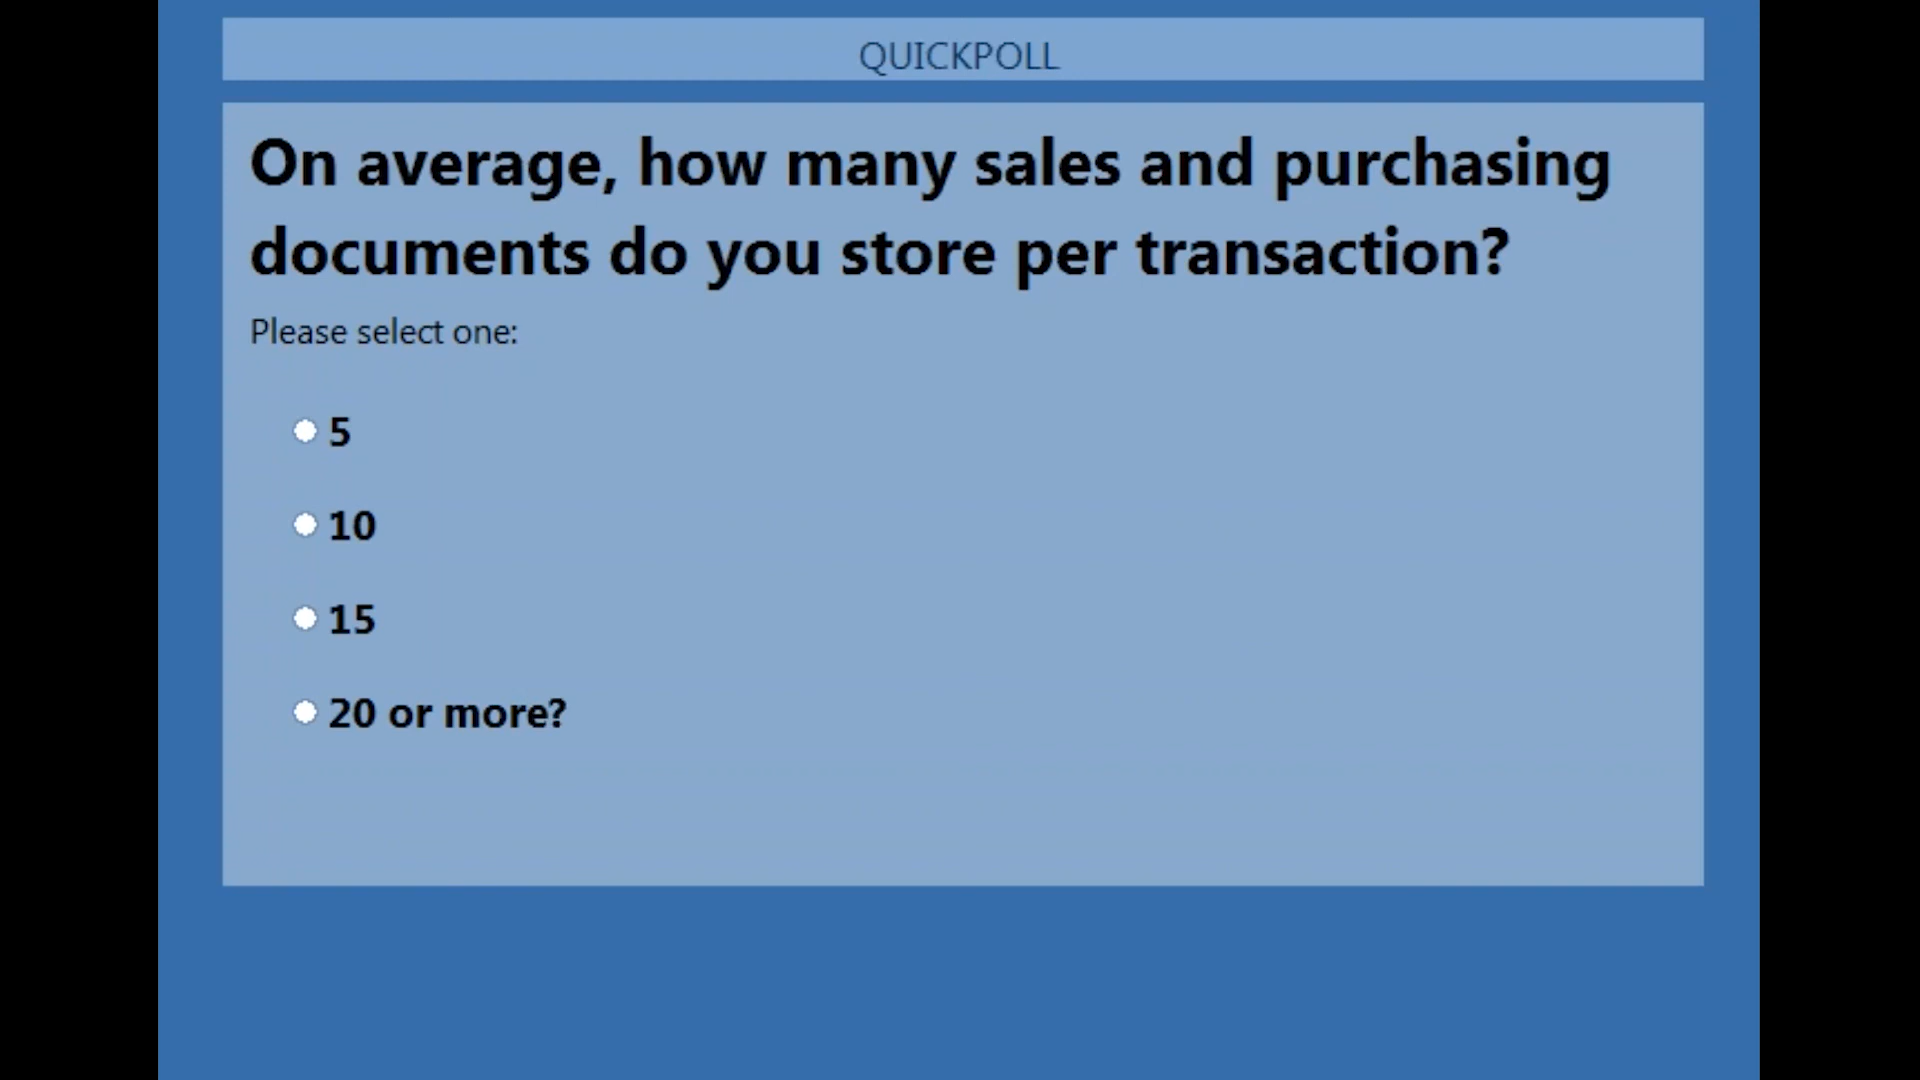 QUICKPOLL
On average, how many sales and purchasing
documents do you store per transaction?
Please select one:
5
10
15
20 or more?